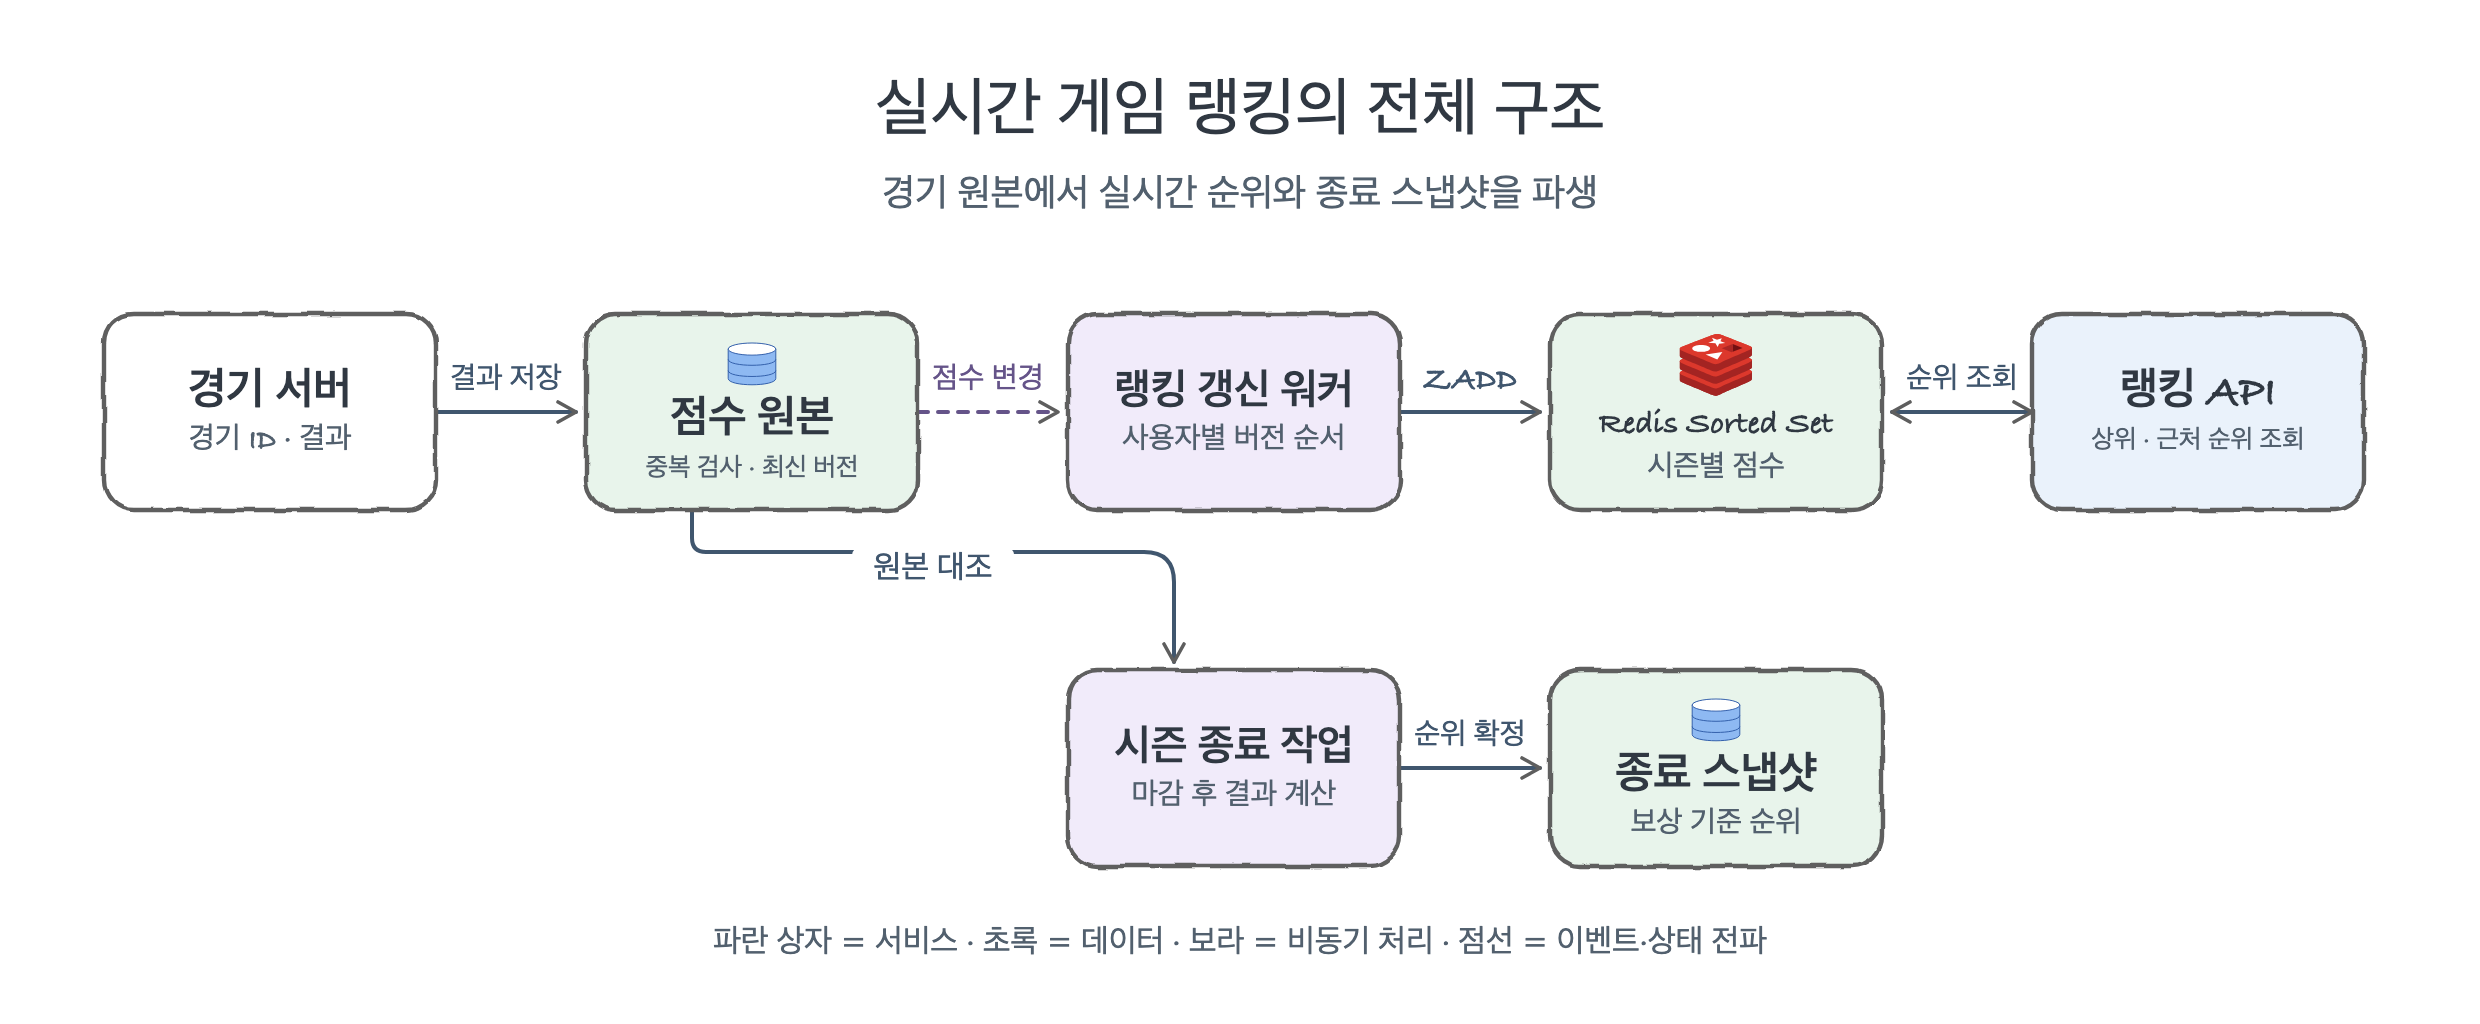 실시간 게임 랭킹의 전체 구조
경기 원본에서 실시간 순위와 종료 스냅샷을 파생
경기 서버
경기 ID · 결과
결과 저장
점수 원본
중복 검사 · 최신 버전
점수 변경
랭킹 갱신 워커
사용자별 버전 순서
ZADD
Redis Sorted Set
시즌별 점수
순위 조회
랭킹 API
상위 · 근처 순위 조회
원본 대조
시즌 종료 작업
마감 후 결과 계산
순위 확정
종료 스냅샷
보상 기준 순위
파란 상자 = 서비스 · 초록 = 데이터 · 보라 = 비동기 처리 · 점선 = 이벤트·상태 전파